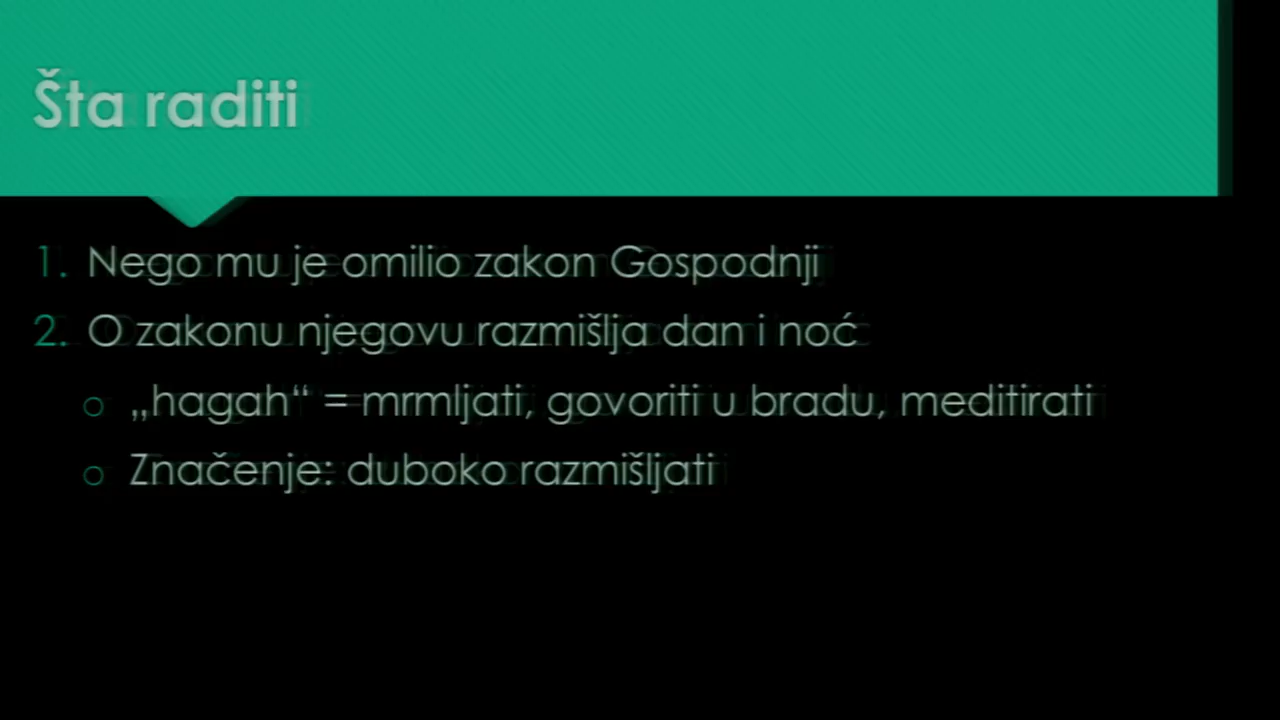 Šta raditi
1. Nego mu je omilio zakon Gospodnji
2. O zakonu njegovu razmišlja dan i noć
o „hagah“ = mrmljati, govoriti u bradu, meditirati
o Značenje: duboko razmišljati